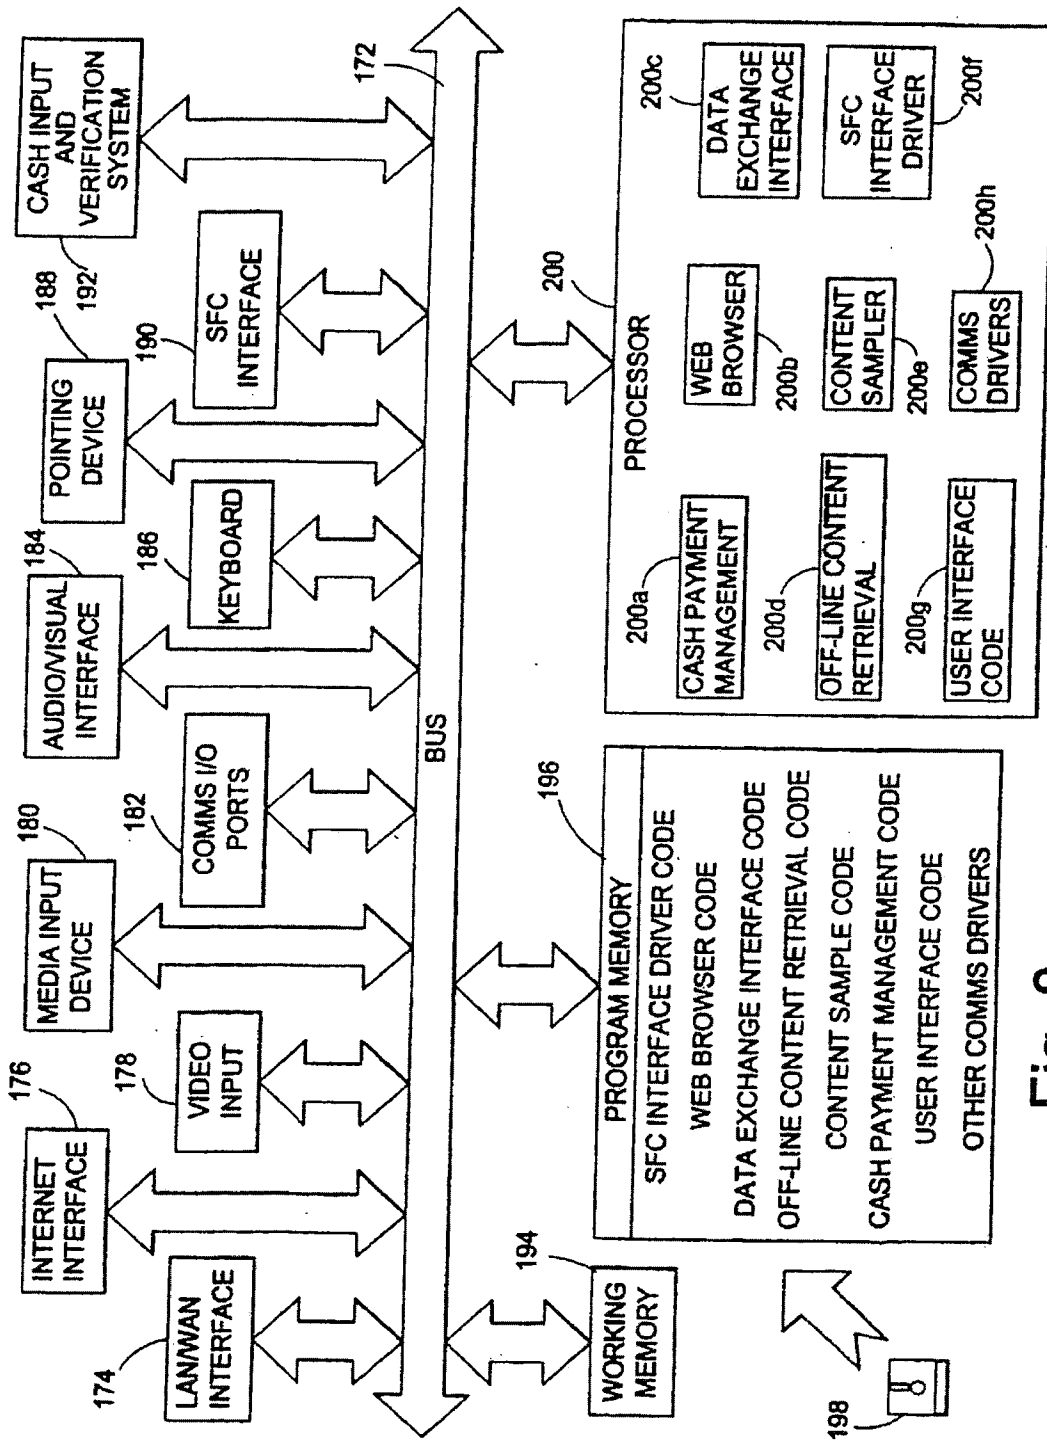 CASH INPUT
AND
VERIFICATION
SYSTEM
192
172
POINTING
DEVICE
188
SFC
INTERFACE
190
AUDIO/VISUAL
INTERFACE
184
KEYBOARD
186
MEDIA INPUT
DEVICE
180
COMMS I/O
PORTS
182
INTERNET
INTERFACE
176
VIDEO
INPUT
178
LAN/WAN
INTERFACE
174
BUS
WORKING
MEMORY
194
198
PROGRAM MEMORY
196
SFC INTERFACE DRIVER CODE
WEB BROWSER CODE
DATA EXCHANGE INTERFACE CODE
OFF-LINE CONTENT RETRIEVAL CODE
CONTENT SAMPLE CODE
CASH PAYMENT MANAGEMENT CODE
USER INTERFACE CODE
OTHER COMMS DRIVERS
PROCESSOR
200
200a
CASH PAYMENT
MANAGEMENT
WEB
BROWSER
200b
200c
DATA
EXCHANGE
INTERFACE
200d
OFF-LINE CONTENT
RETRIEVAL
CONTENT
SAMPLER
200e
SFC
INTERFACE
DRIVER
200f
200g
USER INTERFACE
CODE
COMMS
DRIVERS
200h
Fig.